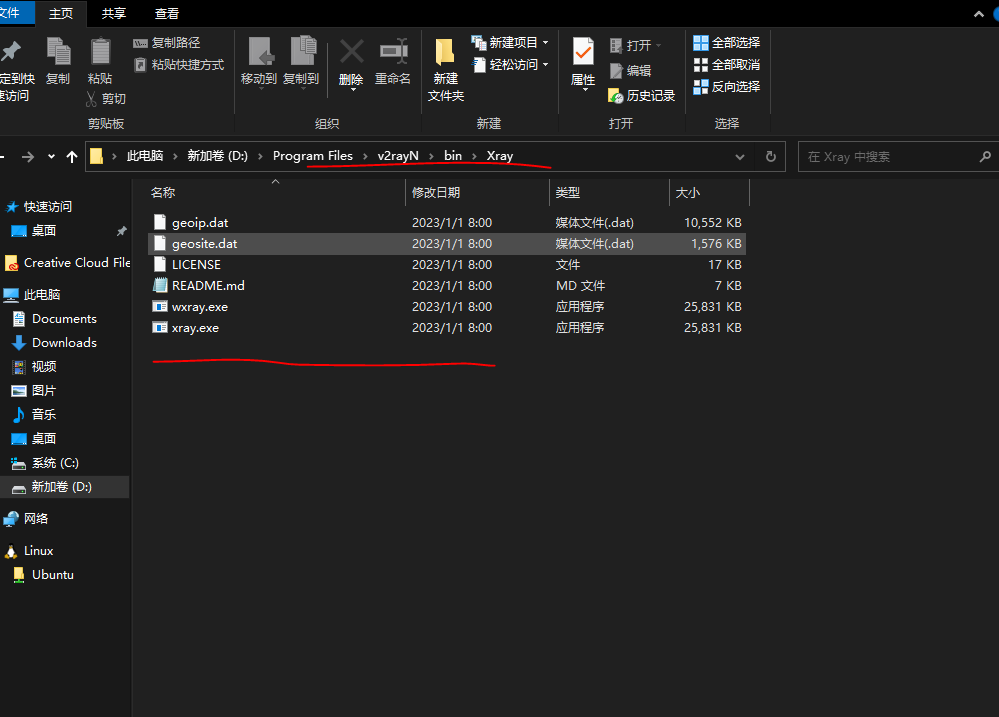 文件 主页 共享 查看
复制 粘贴 复制路径 粘贴快捷方式 剪切
移动到 复制到 删除 重命名
新建文件夹 新建项目 轻松访问
属性 打开 编辑 历史记录
全部选择 全部取消 反向选择
剪贴板 组织 新建 打开 选择
此电脑 新加卷 (D:) Program Files v2rayN bin Xray
在 Xray 中搜索
名称 修改日期 类型 大小
geoip.dat 2023/1/1 8:00 媒体文件(.dat) 10,552 KB
geosite.dat 2023/1/1 8:00 媒体文件(.dat) 1,576 KB
LICENSE 2023/1/1 8:00 文件 17 KB
README.md 2023/1/1 8:00 MD 文件 7 KB
wxray.exe 2023/1/1 8:00 应用程序 25,831 KB
xray.exe 2023/1/1 8:00 应用程序 25,831 KB
快速访问
桌面
Creative Cloud File
此电脑
Documents
Downloads
视频
图片
音乐
桌面
系统 (C:)
新加卷 (D:)
网络
Linux
Ubuntu